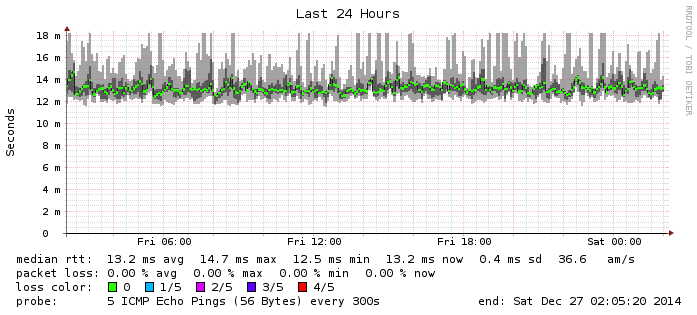 Last 24 Hours
RRDTOOL / TOBI OETIKER
Seconds
18 m
16 m
14 m
12 m
10 m
8 m
6 m
4 m
2 m
0
Fri 06:00 Fri 12:00 Fri 18:00 Sat 00:00
median rtt: 13.2 ms avg 14.7 ms max 12.5 ms min 13.2 ms now 0.4 ms sd 36.6 am/s
packet loss: 0.00 % avg 0.00 % max 0.00 % min 0.00 % now
loss color: 0 1/5 2/5 3/5 4/5
probe: 5 ICMP Echo Pings (56 Bytes) every 300s end: Sat Dec 27 02:05:20 2014